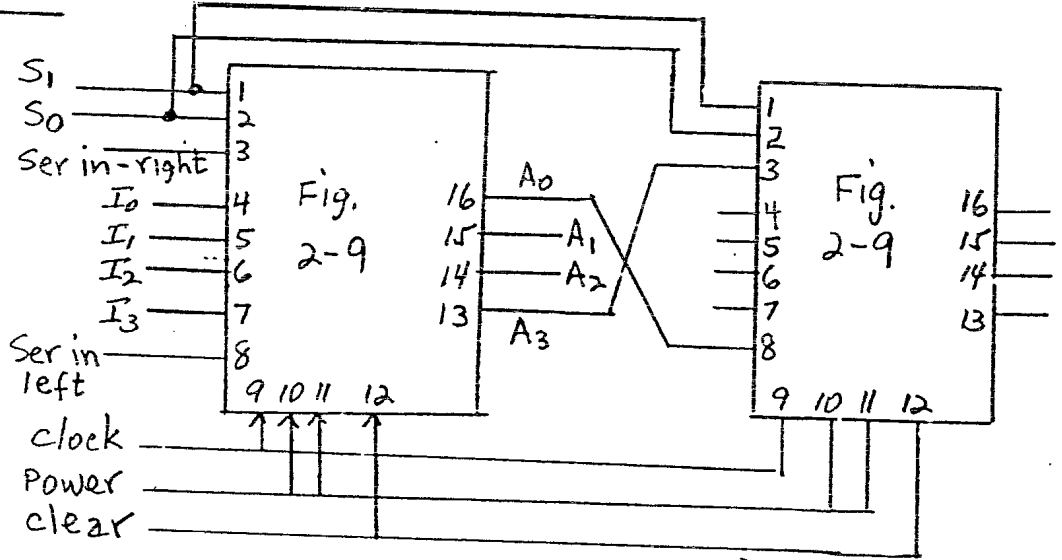 S1
S0
Ser in-right
I0
I1
I2
I3
Ser in
left
clock
Power
clear
1
2
3
4
5
6
7
8
9 10 11 12
Fig.
2-9
16
15
14
13
A0
A1
A2
A3
1
2
3
4
5
6
7
8
9 10 11 12
Fig.
2-9
16
15
14
13